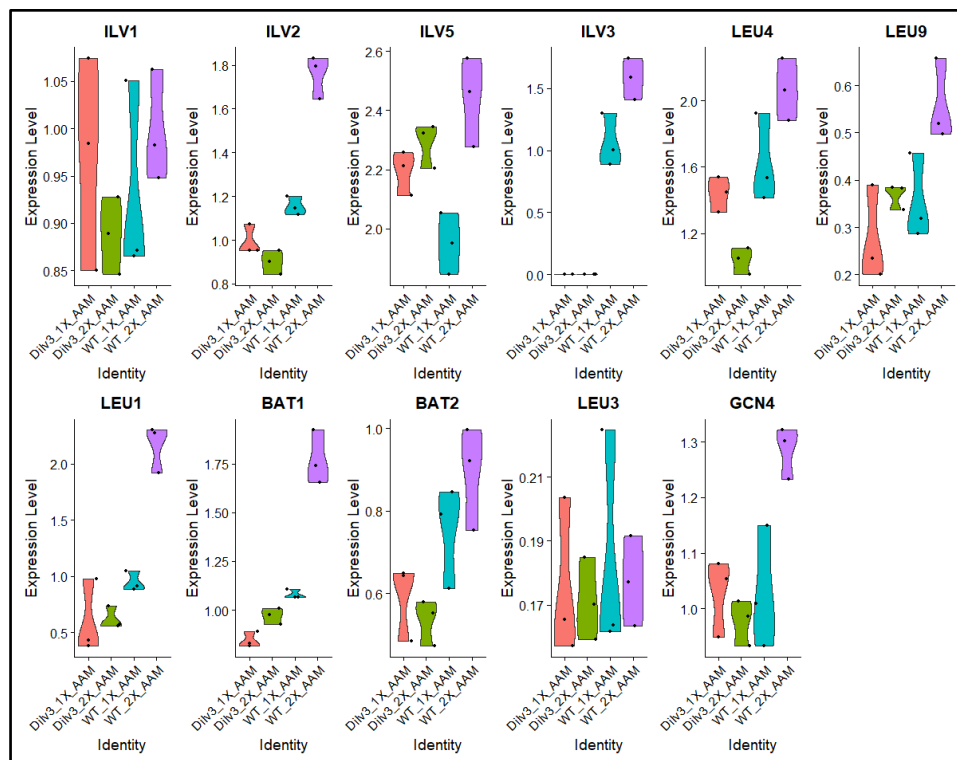 ILV1
ILV2
ILV5
ILV3
LEU4
LEU9
Expression Level
1.05
1.00
0.95
0.90
0.85
Dilv3_1X_AAM
Dilv3_2X_AAM
WT_1X_AAM
WT_2X_AAM
Identity
Expression Level
1.8
1.6
1.4
1.2
1.0
0.8
Dilv3_1X_AAM
Dilv3_2X_AAM
WT_1X_AAM
WT_2X_AAM
Identity
Expression Level
2.6
2.4
2.2
2.0
Dilv3_1X_AAM
Dilv3_2X_AAM
WT_1X_AAM
WT_2X_AAM
Identity
Expression Level
1.5
1.0
0.5
0.0
Dilv3_1X_AAM
Dilv3_2X_AAM
WT_1X_AAM
WT_2X_AAM
Identity
Expression Level
2.0
1.6
1.2
Dilv3_1X_AAM
Dilv3_2X_AAM
WT_1X_AAM
WT_2X_AAM
Identity
Expression Level
0.6
0.5
0.4
0.3
0.2
Dilv3_1X_AAM
Dilv3_2X_AAM
WT_1X_AAM
WT_2X_AAM
Identity
LEU1
BAT1
BAT2
LEU3
GCN4
Expression Level
2.0
1.5
1.0
0.5
Dilv3_1X_AAM
Dilv3_2X_AAM
WT_1X_AAM
WT_2X_AAM
Identity
Expression Level
1.75
1.50
1.25
1.00
Dilv3_1X_AAM
Dilv3_2X_AAM
WT_1X_AAM
WT_2X_AAM
Identity
Expression Level
1.0
0.8
0.6
Dilv3_1X_AAM
Dilv3_2X_AAM
WT_1X_AAM
WT_2X_AAM
Identity
Expression Level
0.21
0.19
0.17
Dilv3_1X_AAM
Dilv3_2X_AAM
WT_1X_AAM
WT_2X_AAM
Identity
Expression Level
1.3
1.2
1.1
1.0
Dilv3_1X_AAM
Dilv3_2X_AAM
WT_1X_AAM
WT_2X_AAM
Identity